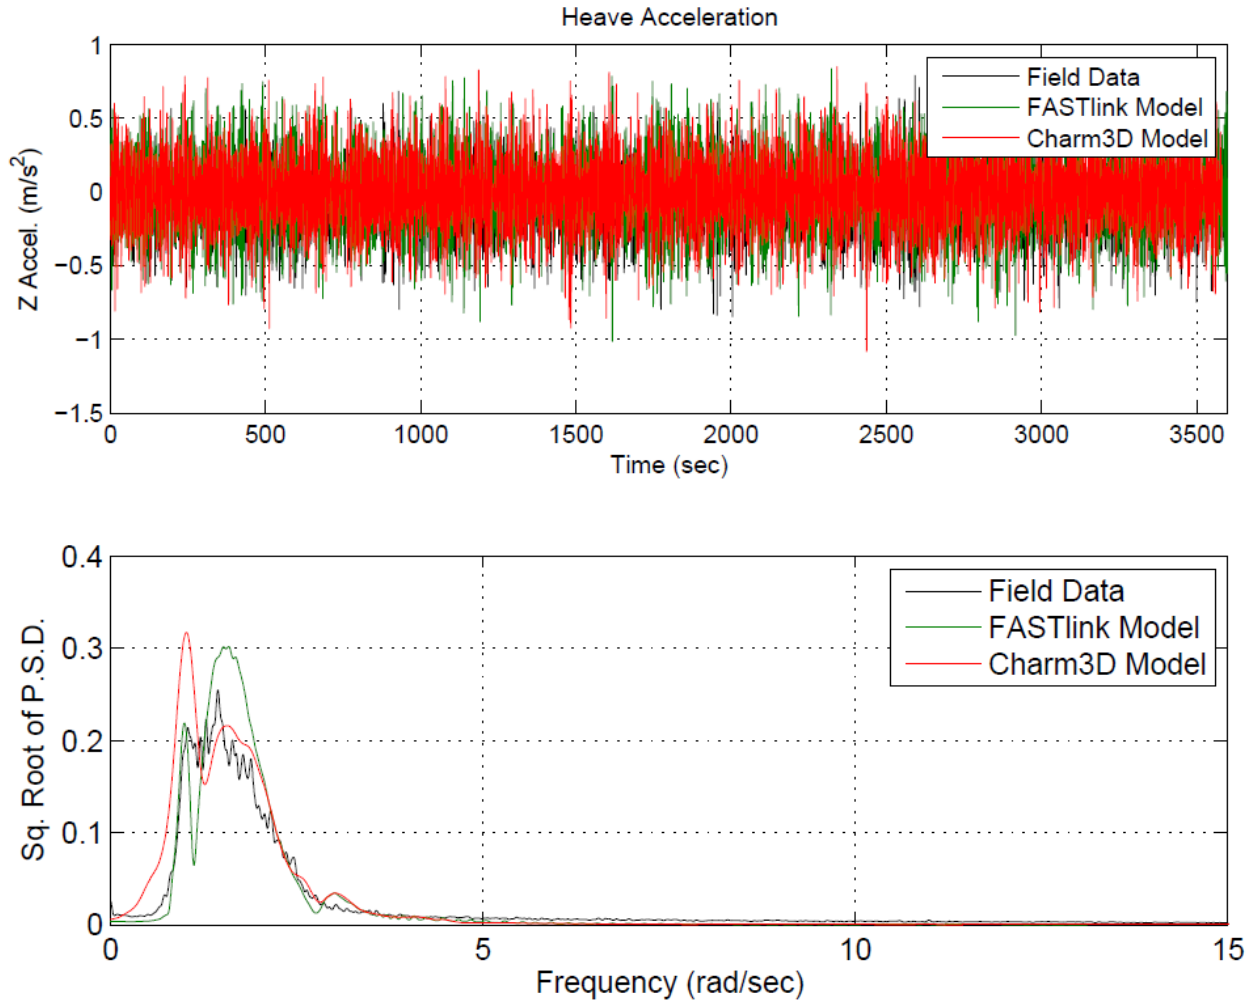 Heave Acceleration
1
0.5
0
−0.5
−1
−1.5
Z Accel. (m/s²)
Field Data
FASTlink Model
Charm3D Model
0 500 1000 1500 2000 2500 3000 3500
Time (sec)
0.4
0.3
0.2
0.1
0
Sq. Root of P.S.D.
Field Data
FASTlink Model
Charm3D Model
0 5 10 15
Frequency (rad/sec)